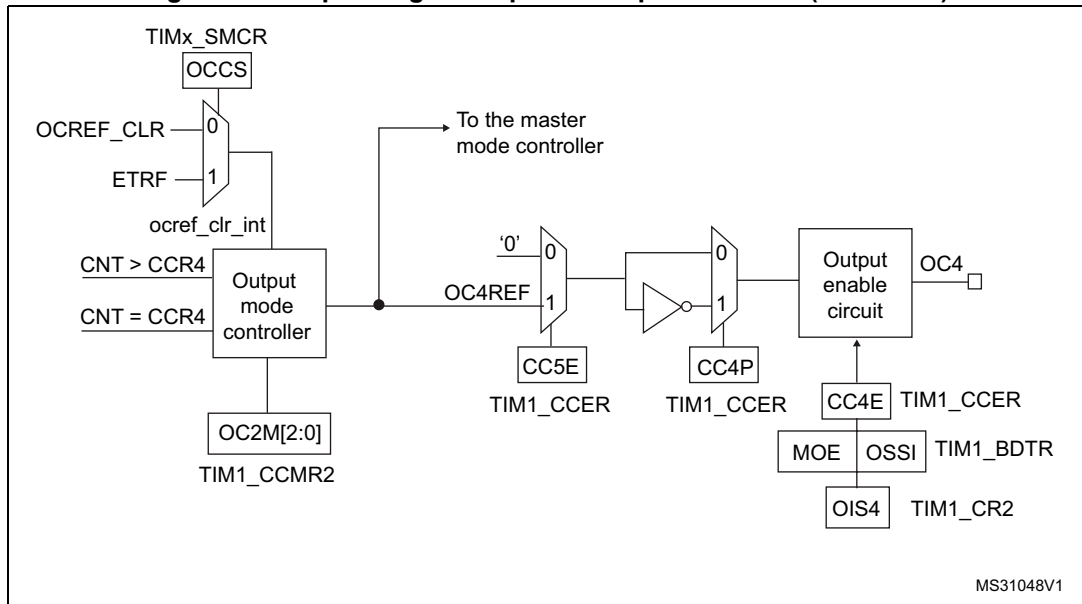 TIMx_SMCR
OCCS
OCREF_CLR
0
ETRF
1
ocref_clr_int
To the master
mode controller
CNT > CCR4
CNT = CCR4
Output
mode
controller
OC2M[2:0]
TIM1_CCMR2
'0'
0
OC4REF
1
CC5E
TIM1_CCER
0
1
CC4P
TIM1_CCER
Output
enable
circuit
OC4
CC4E
TIM1_CCER
MOE
OSSI
TIM1_BDTR
OIS4
TIM1_CR2
MS31048V1